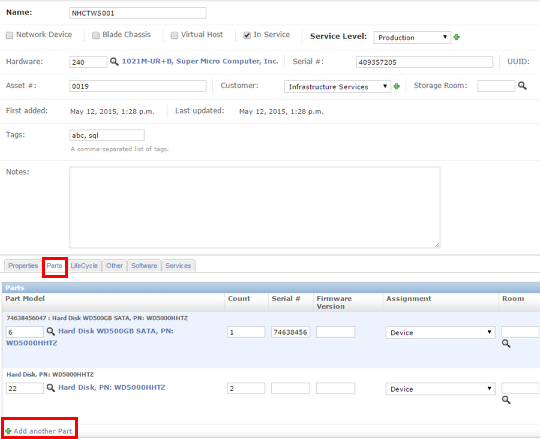 Name: NHCTWS001
Network Device Blade Chassis Virtual Host In Service Service Level: Production
Hardware: 240 1021M-UR+B, Super Micro Computer, Inc. Serial #: 409357205 UUID:
Asset #: 0019 Customer: Infrastructure Services Storage Room:
First added: May 12, 2015, 1:28 p.m. Last updated: May 12, 2015, 1:28 p.m.
Tags: abc, sql
A comma-separated list of tags.
Notes:
Properties Parts LifeCycle Other Software Services
Parts
Part Model Count Serial # Firmware Version Assignment Room
74638456047 : Hard Disk WD500GB SATA, PN: WD5000HHTZ
6 Hard Disk WD500GB SATA, PN: 1 74638456 Device
WD5000HHTZ
Hard Disk, PN: WD5000HHTZ
22 Hard Disk, PN: WD5000HHTZ 2 Device
Add another Part